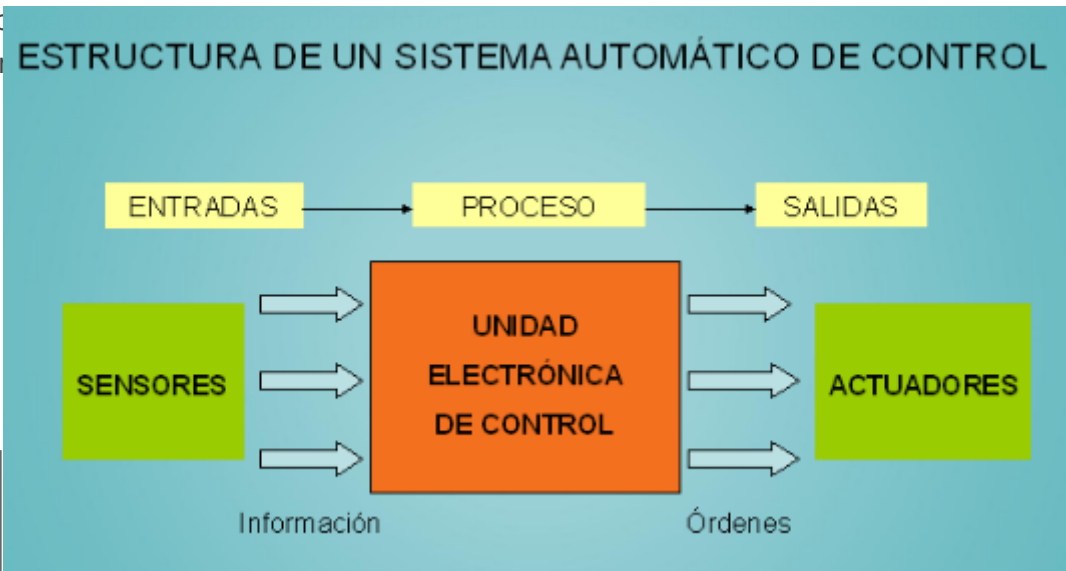 ESTRUCTURA DE UN SISTEMA AUTOMÁTICO DE CONTROL
ENTRADAS
PROCESO
SALIDAS
SENSORES
UNIDAD
ELECTRÓNICA
DE CONTROL
ACTUADORES
Información
Órdenes